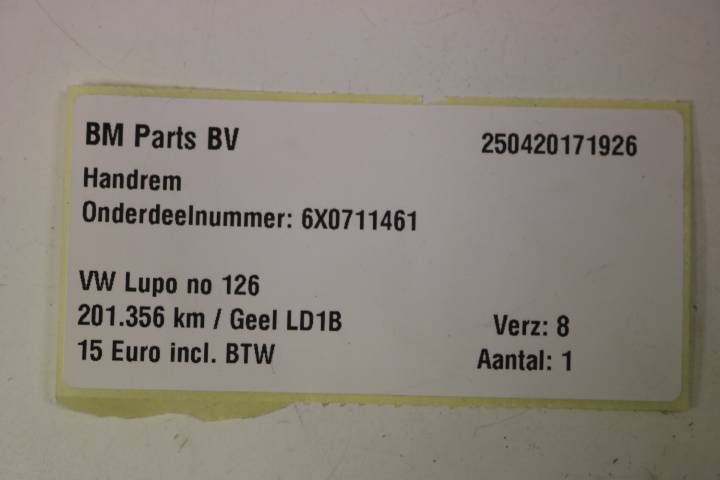 BM Parts BV 250420171926
Handrem
Onderdeelnummer: 6X0711461
VW Lupo no 126
201.356 km / Geel LD1B Verz: 8
15 Euro incl. BTW Aantal: 1